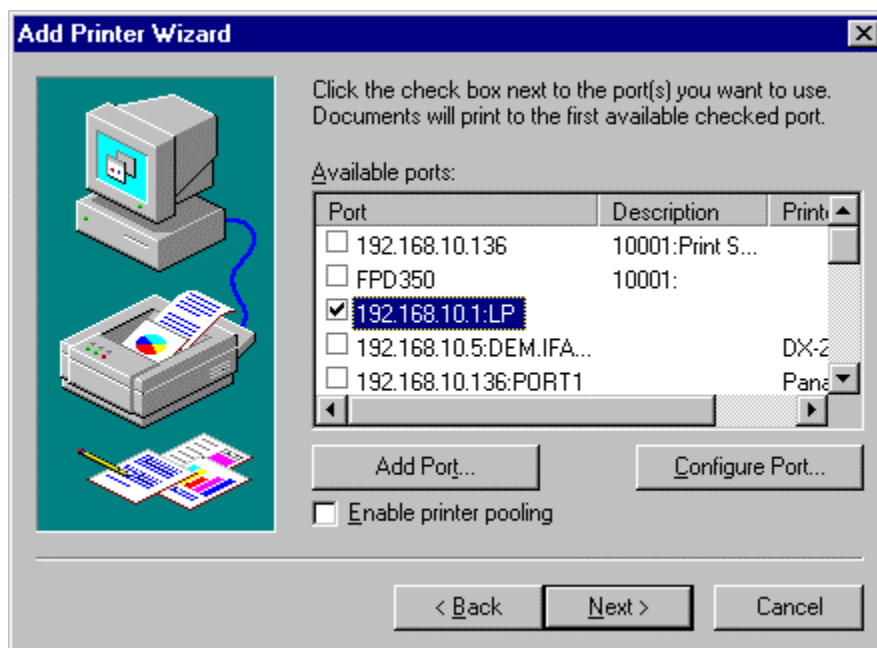 Add Printer Wizard
Click the check box next to the port(s) you want to use.
Documents will print to the first available checked port.
Available ports:
Port Description Printe
192.168.10.136 10001:Print S...
FPD350 10001:
192.168.10.1:LP
192.168.10.5:DEM.IFA... DX-2
192.168.10.136:PORT1 Pana
Add Port... Configure Port...
Enable printer pooling
< Back Next > Cancel